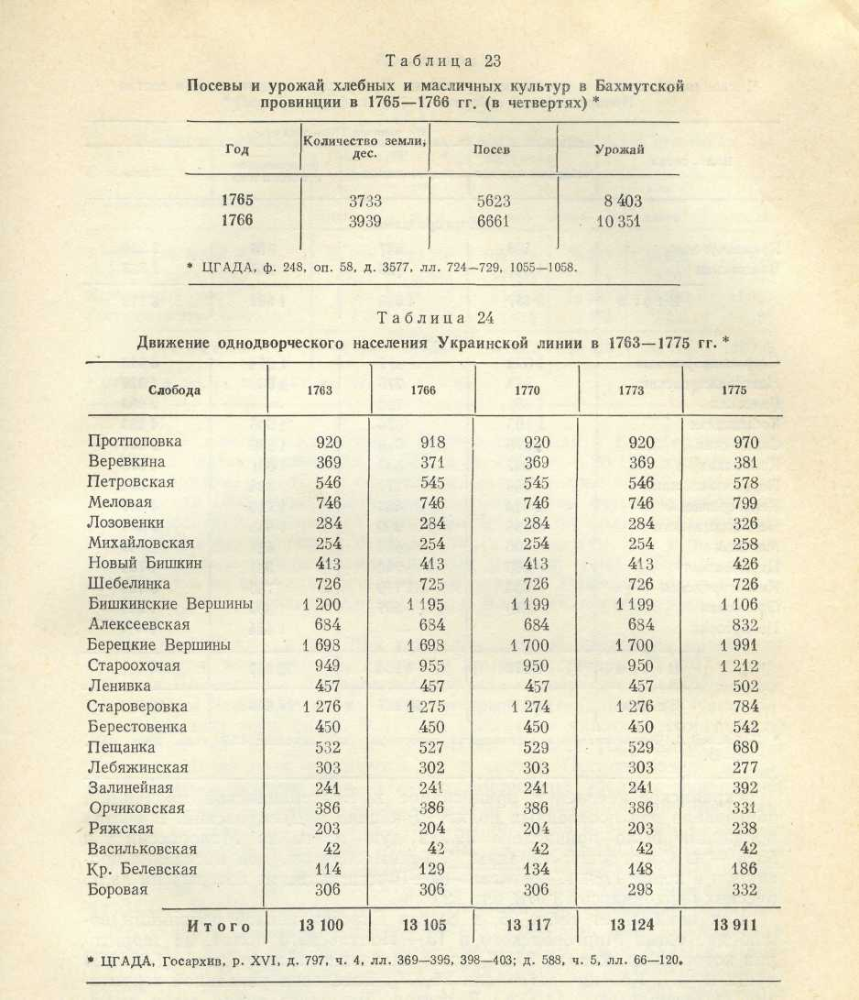 Таблица 23
Посевы и урожай хлебных и масличных культур в Бахмутской
провинции в 1765—1766 гг. (в четвертях) *
Год Количество земли, дес. Посев Урожай
1765 3733 5623 8 403
1766 3939 6661 10 351
* ЦГАДА, ф. 248, оп. 58, д. 3577, лл. 724—729, 1055—1058.
Таблица 24
Движение однодворческого населения Украинской линии в 1763—1775 гг. *
Слобода 1763 1766 1770 1773 1775
Протпоповка 920 918 920 920 970
Веревкина 369 371 369 369 381
Петровская 546 545 545 546 578
Меловая 746 746 746 746 799
Лозовенки 284 284 284 284 326
Михайловская 254 254 254 254 258
Новый Бишкин 413 413 413 413 426
Шебелинка 726 725 726 726 726
Бишкинские Вершины 1 200 1 195 1 199 1 199 1 106
Алексеевская 684 684 684 684 832
Берецкие Вершины 1 698 1 698 1 700 1 700 1 991
Староохочая 949 955 950 950 1 212
Ленивка 457 457 457 457 502
Староверовка 1 276 1 275 1 274 1 276 784
Берестовенка 450 450 450 450 542
Пещанка 532 527 529 529 680
Лебяжинская 303 302 303 303 277
Залинейная 241 241 241 241 392
Орчиковская 386 386 386 386 331
Ряжская 203 204 204 203 238
Васильковская 42 42 42 42 42
Кр. Белевская 114 129 134 148 186
Боровая 306 306 306 298 332
Итого 13 100 13 105 13 117 13 124 13 911
* ЦГАДА, Госархив, р. XVI, д. 797, ч. 4, лл. 369—396, 398—403; д. 588, ч. 5, лл. 66—120.